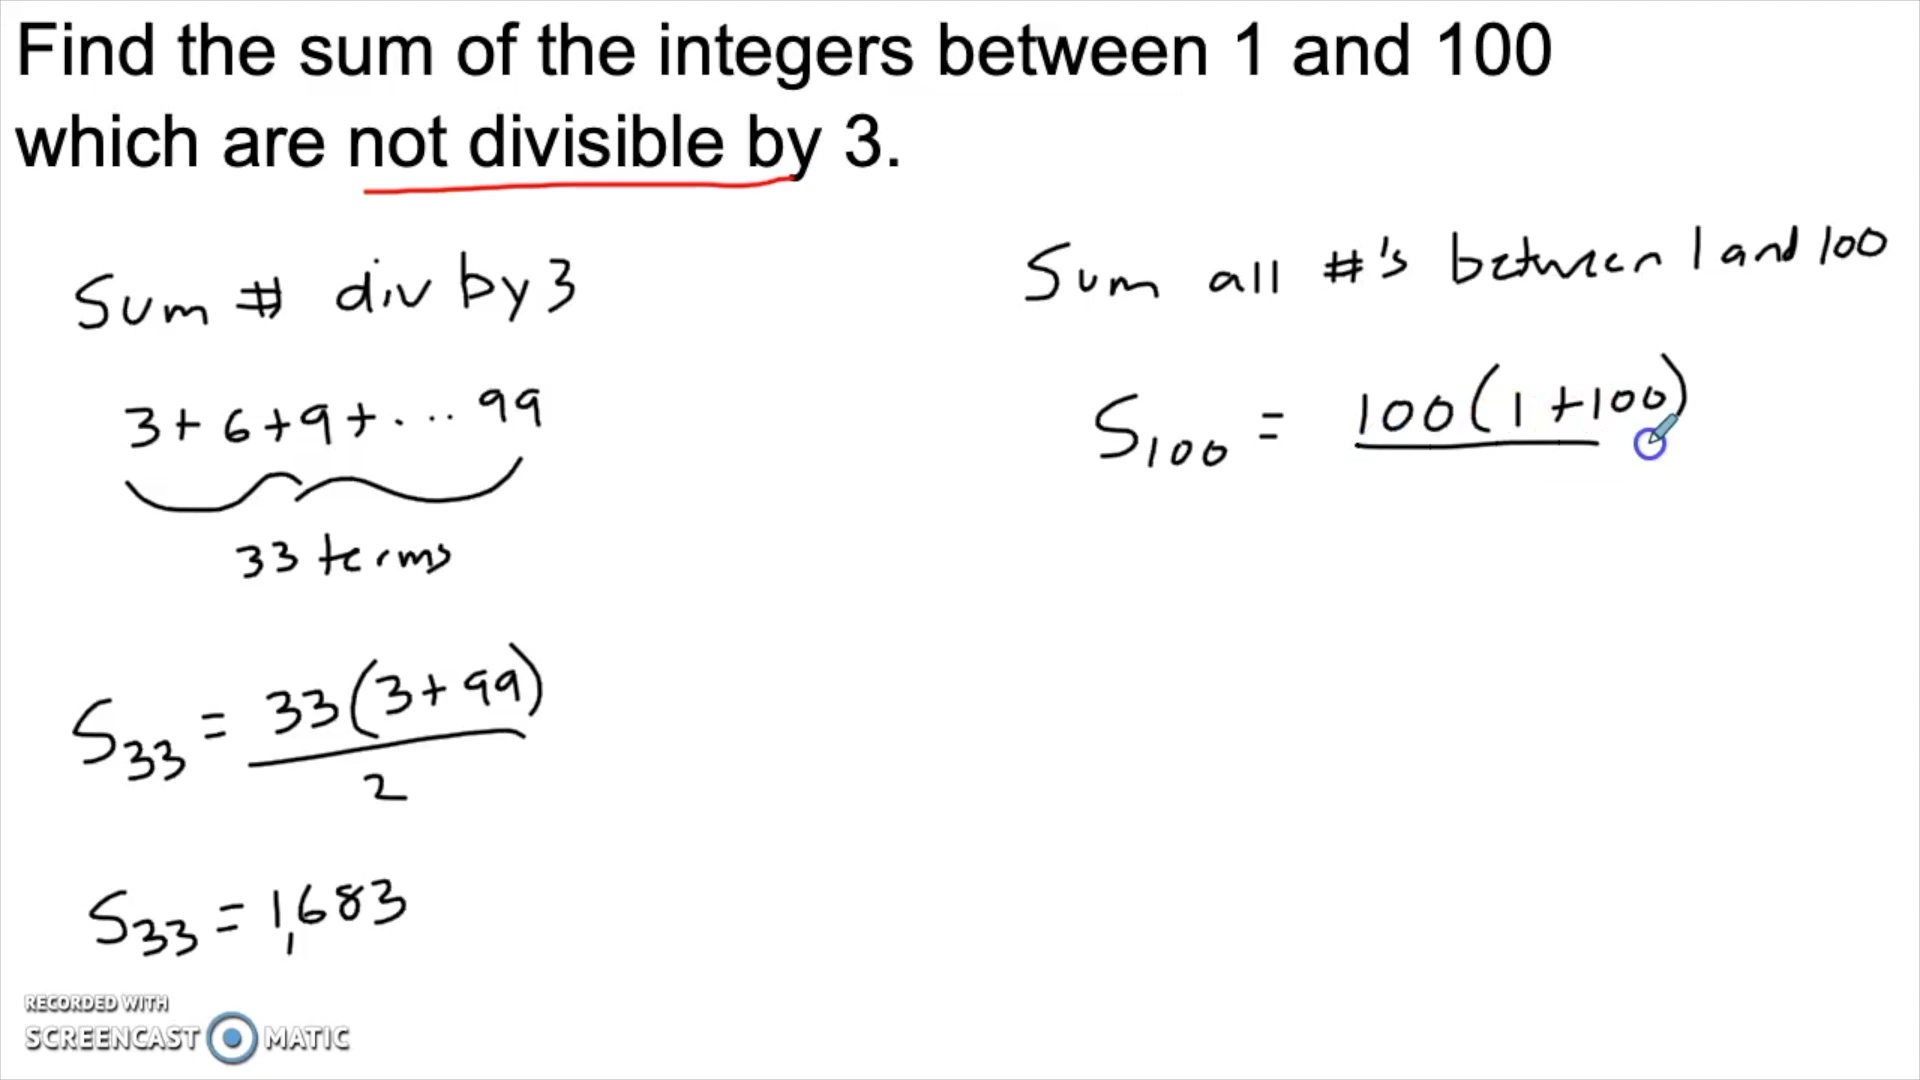 Find the sum of the integers between 1 and 100
which are not divisible by 3.
Sum # div by 3
3+6+9+... 99
33 terms
S33 = 33(3+99)
2
S33 = 1,683
Sum all #'s between 1 and 100
S100 = 100(1+100)
RECORDED WITH
SCREENCAST MATIC